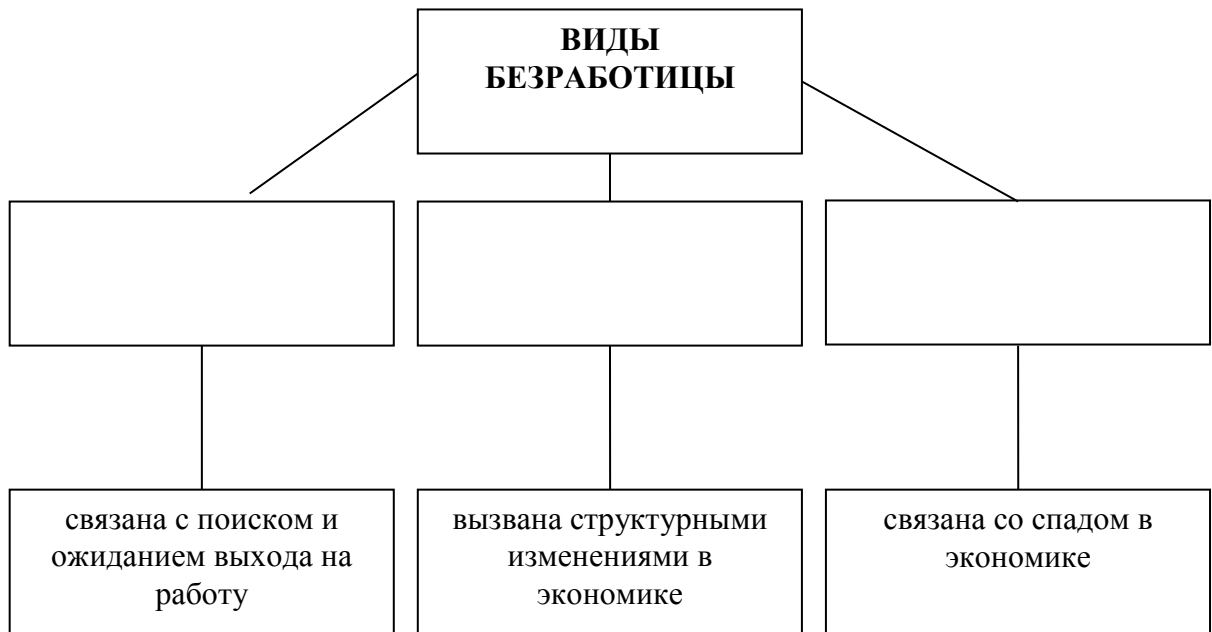 ВИДЫ
БЕЗРАБОТИЦЫ
связана с поиском и
ожиданием выхода на
работу
вызвана структурными
изменениями в
экономике
связана со спадом в
экономике